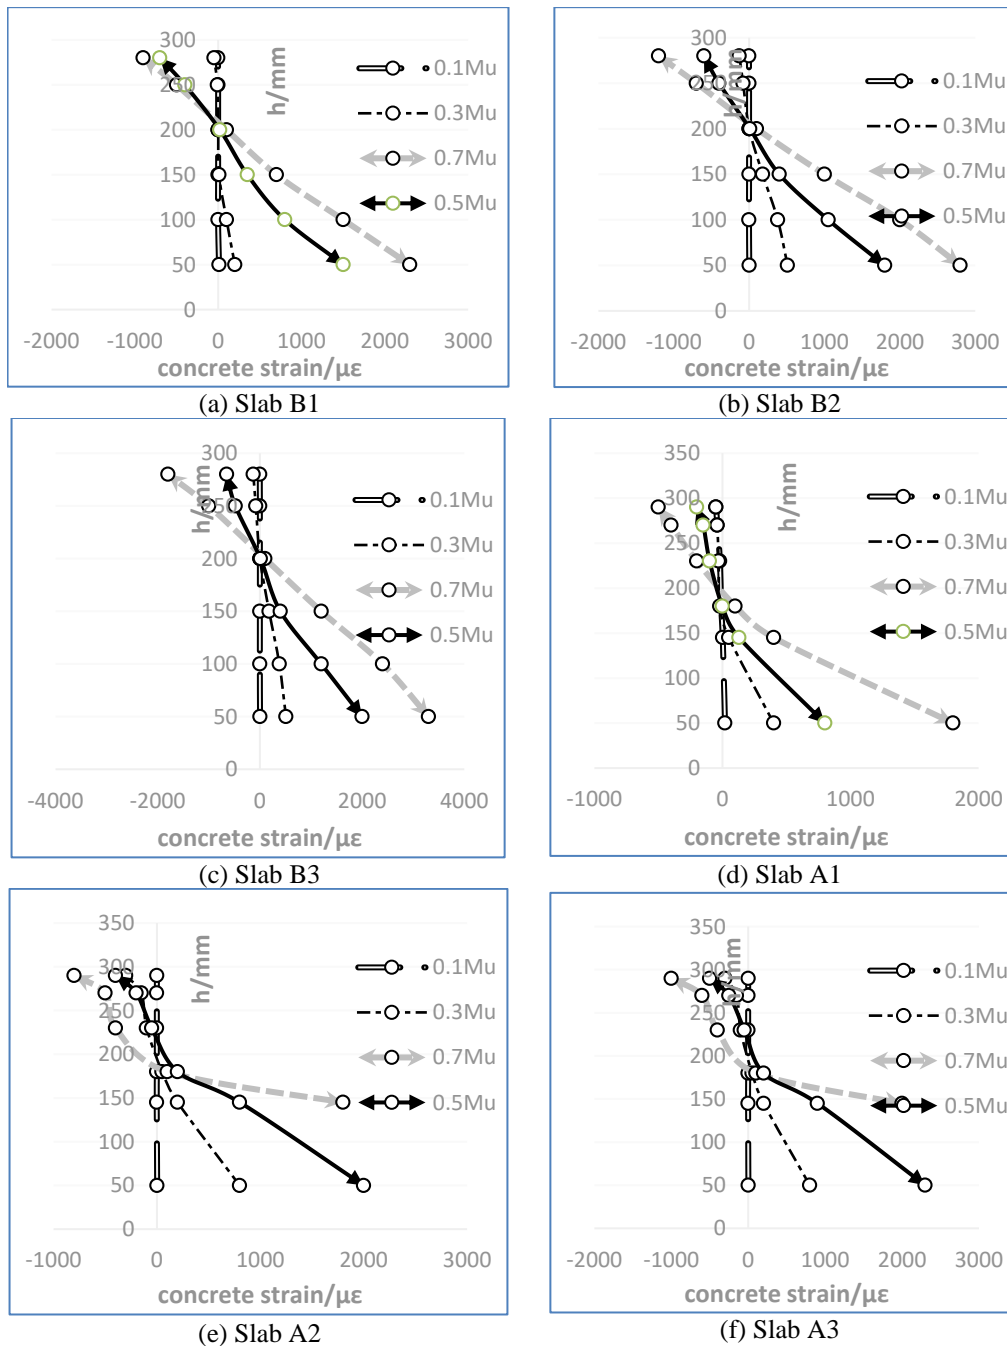 300
250
200
150
100
50
0
h/mm
0.1Mu
0.3Mu
0.7Mu
0.5Mu
-2000 -1000 0 1000 2000 3000
concrete strain/µε
(a) Slab B1
300
250
200
150
100
50
0
h/mm
0.1Mu
0.3Mu
0.7Mu
0.5Mu
-2000 -1000 0 1000 2000 3000
concrete strain/µε
(b) Slab B2
300
250
200
150
100
50
0
h/mm
0.1Mu
0.3Mu
0.7Mu
0.5Mu
-4000 -2000 0 2000 4000
concrete strain/µε
(c) Slab B3
350
300
250
200
150
100
50
0
h/mm
0.1Mu
0.3Mu
0.7Mu
0.5Mu
-1000 0 1000 2000
concrete strain/µε
(d) Slab A1
350
300
250
200
150
100
50
0
h/mm
0.1Mu
0.3Mu
0.7Mu
0.5Mu
-1000 0 1000 2000 3000
concrete strain/µε
(e) Slab A2
350
300
250
200
150
100
50
0
h/mm
0.1Mu
0.3Mu
0.7Mu
0.5Mu
-2000 -1000 0 1000 2000 3000
concrete strain/µε
(f) Slab A3